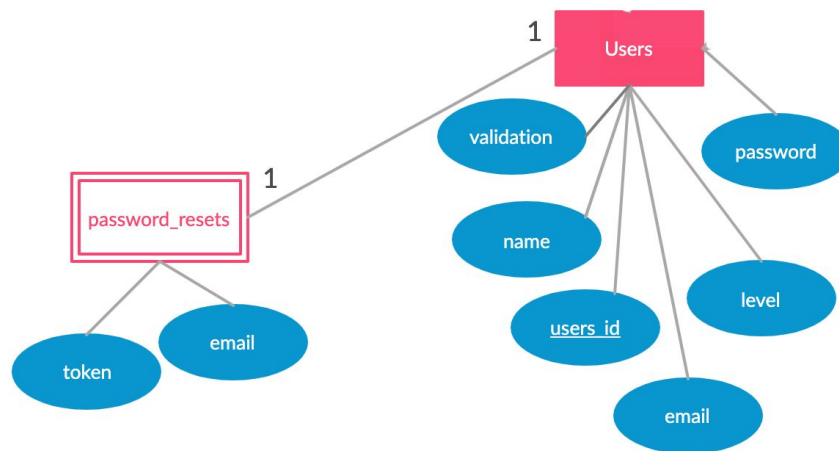 1
Users
validation
password
1
password_resets
name
level
users_id
email
token
email